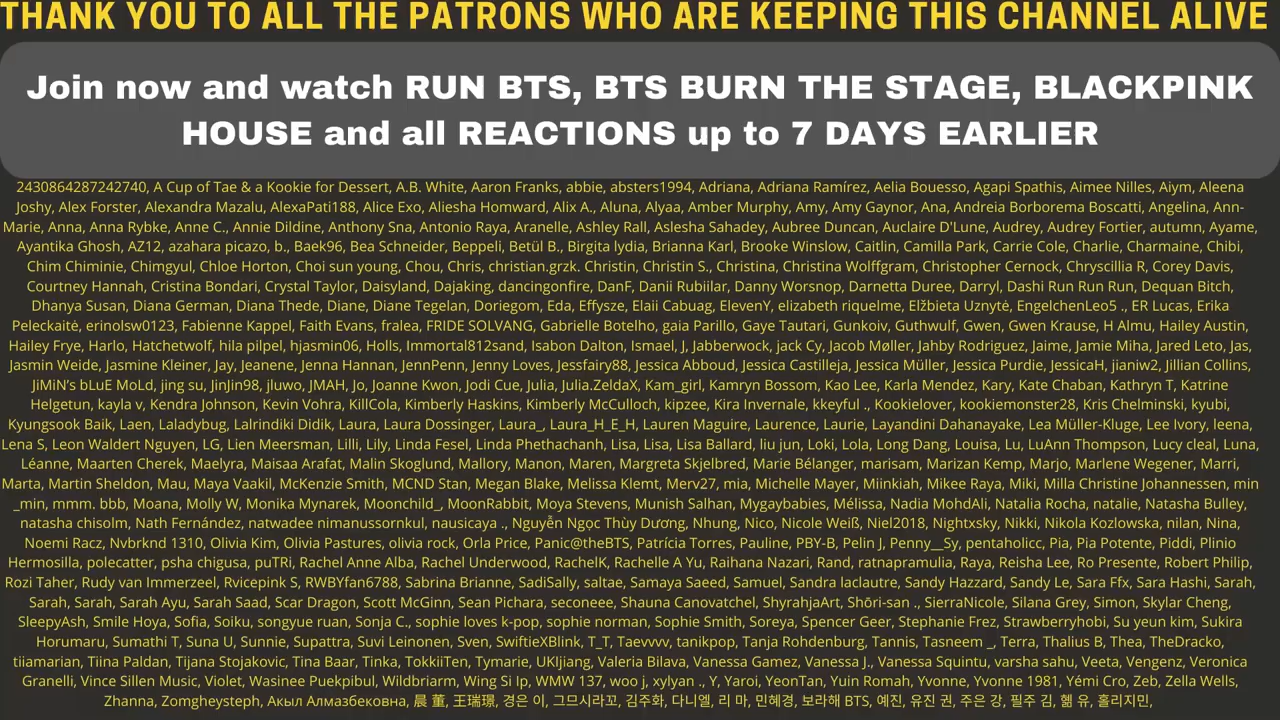 THANK YOU TO ALL THE PATRONS WHO ARE KEEPING THIS CHANNEL ALIVE
Join now and watch RUN BTS, BTS BURN THE STAGE, BLACKPINK
HOUSE and all REACTIONS up to 7 DAYS EARLIER
2430864287242740, A Cup of Tae & a Kookie for Dessert, A.B. White, Aaron Franks, abbie, absters1994, Adriana, Adriana Ramírez, Aelia Bouesso, Agapi Spathis, Aimee Nilles, Aiym, Aleena
Joshy, Alex Forster, Alexandra Mazalu, AlexaPati188, Alice Exo, Aliesha Homward, Alix A., Aluna, Alyaa, Amber Murphy, Amy, Amy Gaynor, Ana, Andreia Borborema Boscatti, Angelina, Ann-
Marie, Anna, Anna Rybke, Anne C., Annie Dildine, Anthony Sna, Antonio Raya, Aranelle, Ashley Rall, Aslesha Sahadey, Aubree Duncan, Auclaire D'Lune, Audrey, Audrey Fortier, autumn, Ayame,
Ayantika Ghosh, AZ12, azahara picazo, b., Baek96, Bea Schneider, Beppeli, Betül B., Birgita lydia, Brianna Karl, Brooke Winslow, Caitlin, Camilla Park, Carrie Cole, Charlie, Charmaine, Chibi,
Chim Chiminie, Chimgyul, Chloe Horton, Choi sun young, Chou, Chris, christian.grzk. Christin, Christin S., Christina, Christina Wolffgram, Christopher Cernock, Chryscillia R, Corey Davis,
Courtney Hannah, Cristina Bondari, Crystal Taylor, Daisyland, Dajaking, dancingonfire, DanF, Danii Rubiilar, Danny Worsnop, Darnetta Duree, Darryl, Dashi Run Run Run, Dequan Bitch,
Dhanya Susan, Diana German, Diana Thede, Diane, Diane Tegelan, Doriegom, Eda, Effysze, Elaii Cabuag, ElevenY, elizabeth riquelme, Elžbieta Uznytė, EngelchenLeo5 ., ER Lucas, Erika
Peleckaitė, erinolsw0123, Fabienne Kappel, Faith Evans, fralea, FRIDE SOLVANG, Gabrielle Botelho, gaia Parillo, Gaye Tautari, Gunkoiv, Guthwulf, Gwen, Gwen Krause, H Almu, Hailey Austin,
Hailey Frye, Harlo, Hatchetwolf, hila pilpel, hjasmin06, Holls, Immortal812sand, Isabon Dalton, Ismael, J, Jabberwock, jack Cy, Jacob Møller, Jahby Rodriguez, Jaime, Jamie Miha, Jared Leto, Jas,
Jasmin Weide, Jasmine Kleiner, Jay, Jeanene, Jenna Hannan, JennPenn, Jenny Loves, Jessfairy88, Jessica Abboud, Jessica Castilleja, Jessica Müller, Jessica Purdie, JessicaH, jianiw2, Jillian Collins,
JiMiN's bLuE MoLd, jing su, JinJin98, jluwo, JMAH, Jo, Joanne Kwon, Jodi Cue, Julia, Julia.ZeldaX, Kam_girl, Kamryn Bossom, Kao Lee, Karla Mendez, Kary, Kate Chaban, Kathryn T, Katrine
Helgetun, kayla v, Kendra Johnson, Kevin Vohra, KillCola, Kimberly Haskins, Kimberly McCulloch, kipzee, Kira Invernale, kkeyful ., Kookielover, kookiemonster28, Kris Chelminski, kyubi,
Kyungsook Baik, Laen, Laladybug, Lalrindiki Didik, Laura, Laura Dossinger, Laura_, Laura_H_E_H, Lauren Maguire, Laurence, Laurie, Layandini Dahanayake, Lea Müller-Kluge, Lee Ivory, leena,
Lena S, Leon Waldert Nguyen, LG, Lien Meersman, Lilli, Lily, Linda Fesel, Linda Phethachanh, Lisa, Lisa, Lisa Ballard, liu jun, Loki, Lola, Long Dang, Louisa, Lu, LuAnn Thompson, Lucy cleal, Luna,
Léanne, Maarten Cherek, Maelyra, Maisaa Arafat, Malin Skoglund, Mallory, Manon, Maren, Margreta Skjelbred, Marie Bélanger, marisam, Marizan Kemp, Marjo, Marlene Wegener, Marri,
Marta, Martin Sheldon, Mau, Maya Vaakil, McKenzie Smith, MCND Stan, Megan Blake, Melissa Klemt, Merv27, mia, Michelle Mayer, Miinkiah, Mikee Raya, Miki, Milla Christine Johannessen, min
_min, mmm. bbb, Moana, Molly W, Monika Mynarek, Moonchild_, MoonRabbit, Moya Stevens, Munish Salhan, Mygaybabies, Mélissa, Nadia MohdAli, Natalia Rocha, natalie, Natasha Bulley,
natasha chisolm, Nath Fernández, natwadee nimanussornkul, nausicaya ., Nguyễn Ngọc Thùy Dương, Nhung, Nico, Nicole Weiß, Niel2018, Nightxsky, Nikki, Nikola Kozlowska, nilan, Nina,
Noemi Racz, Nvbrknd 1310, Olivia Kim, Olivia Pastures, olivia rock, Orla Price, Panic@theBTS, Patrícia Torres, Pauline, PBY-B, Pelin J, Penny__Sy, pentaholicc, Pia, Pia Potente, Piddi, Plinio
Hermosilla, polecatter, psha chigusa, puTRi, Rachel Anne Alba, Rachel Underwood, RachelK, Rachelle A Yu, Raihana Nazari, Rand, ratnapramulia, Raya, Reisha Lee, Ro Presente, Robert Philip,
Rozi Taher, Rudy van Immerzeel, Rvicepink S, RWBYfan6788, Sabrina Brianne, SadiSally, saltae, Samaya Saeed, Samuel, Sandra laclautre, Sandy Hazzard, Sandy Le, Sara Ffx, Sara Hashi, Sarah,
Sarah, Sarah, Sarah Ayu, Sarah Saad, Scar Dragon, Scott McGinn, Sean Pichara, seconeee, Shauna Canovatchel, ShyrahjaArt, Shōri-san ., SierraNicole, Silana Grey, Simon, Skylar Cheng,
SleepyAsh, Smile Hoya, Sofia, Soiku, songyue ruan, Sonja C., sophie loves k-pop, sophie norman, Sophie Smith, Soreya, Spencer Geer, Stephanie Frez, Strawberryhobi, Su yeun kim, Sukira
Horumaru, Sumathi T, Suna U, Sunnie, Supattra, Suvi Leinonen, Sven, SwiftieXBlink, T_T, Taevvvv, tanikpop, Tanja Rohdenburg, Tannis, Tasneem _, Terra, Thalius B, Thea, TheDracko,
tiiamarian, Tiina Paldan, Tijana Stojakovic, Tina Baar, Tinka, TokkiiTen, Tymarie, UKIjiang, Valeria Bilava, Vanessa Gamez, Vanessa J., Vanessa Squintu, varsha sahu, Veeta, Vengenz, Veronica
Granelli, Vince Sillen Music, Violet, Wasinee Puekpibul, Wildbriarm, Wing Si Ip, WMW 137, woo j, xylyan ., Y, Yaroi, YeonTan, Yuin Romah, Yvonne, Yvonne 1981, Yémi Cro, Zeb, Zella Wells,
Zhanna, Zomgheysteph, Акыл Алмазбековна, 晨 董, 王瑞璟, 경은 이, 그므시라꼬, 김주화, 다니엘, 리 마, 민혜경, 보라해 BTS, 예진, 유진 권, 주은 강, 필주 김, 혦 유, 홀리지민,